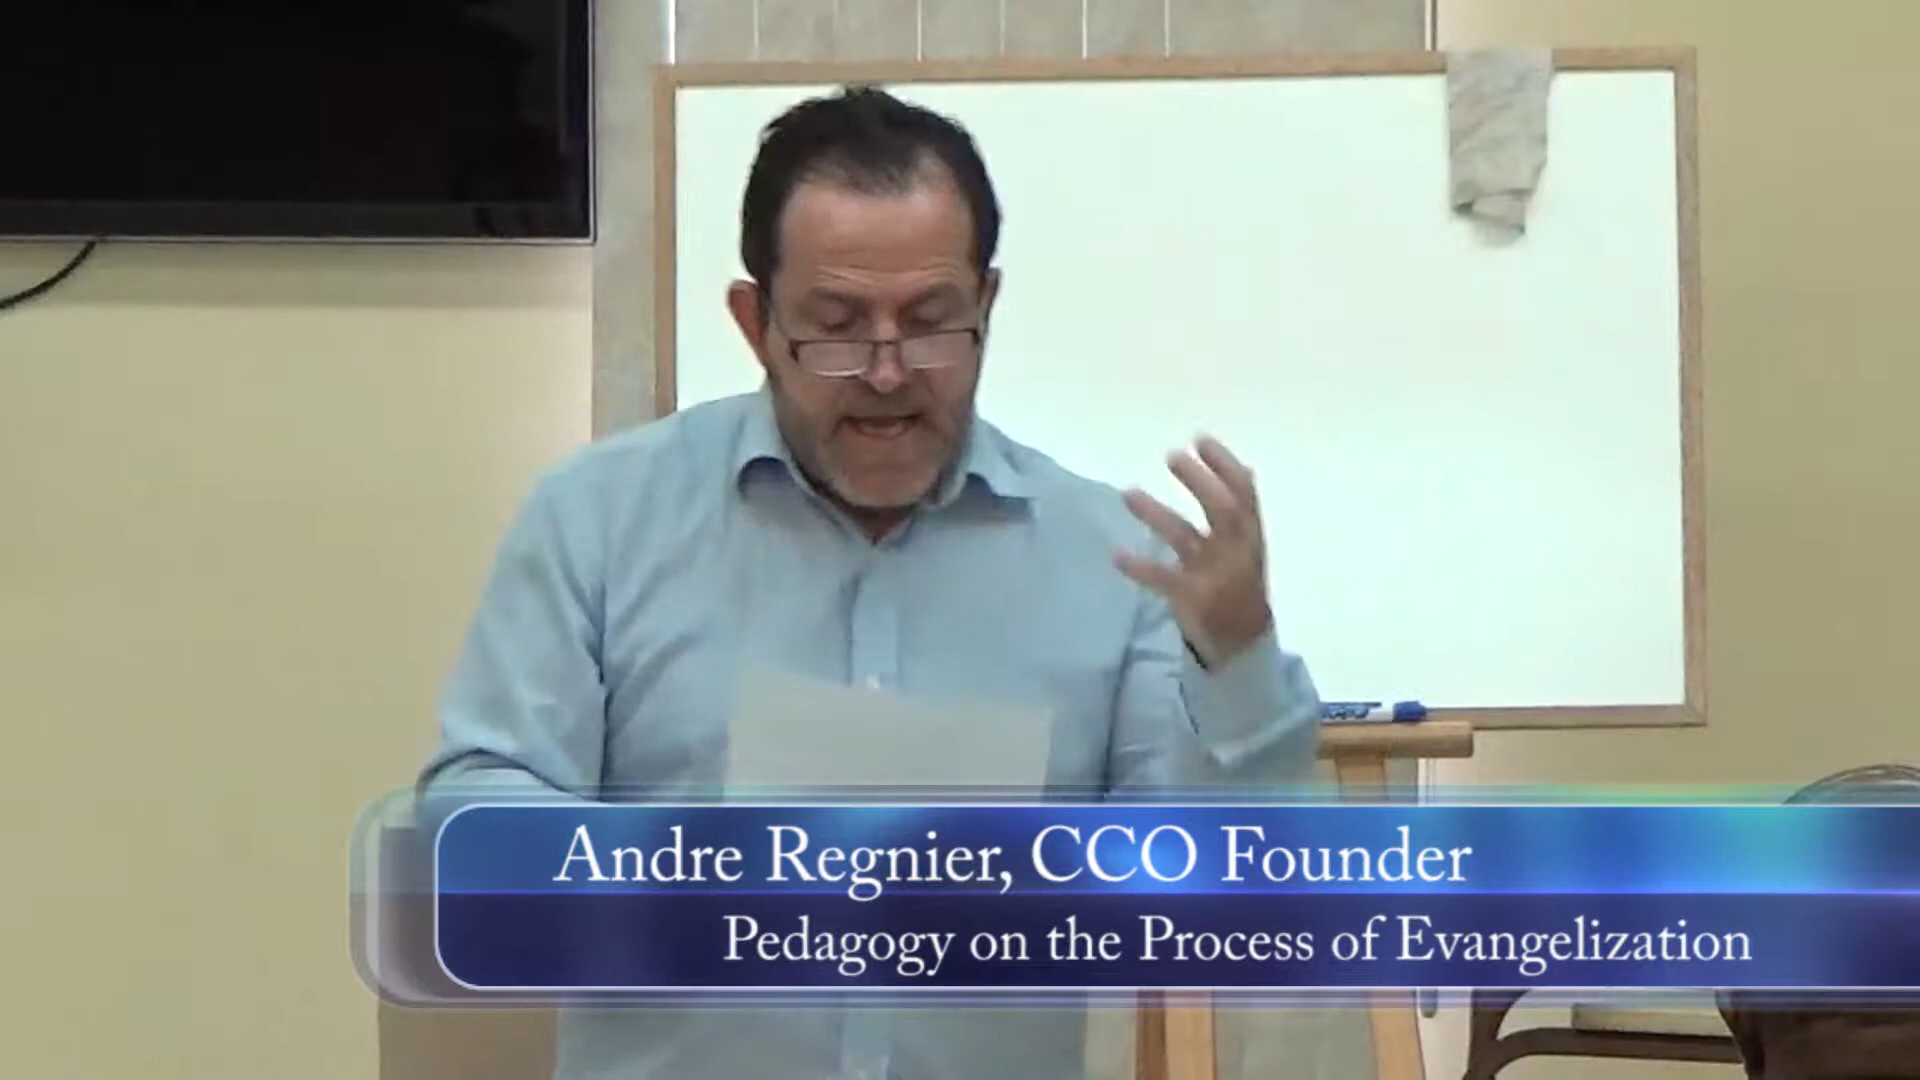 Andre Regnier, CCO Founder
Pedagogy on the Process of Evangelization